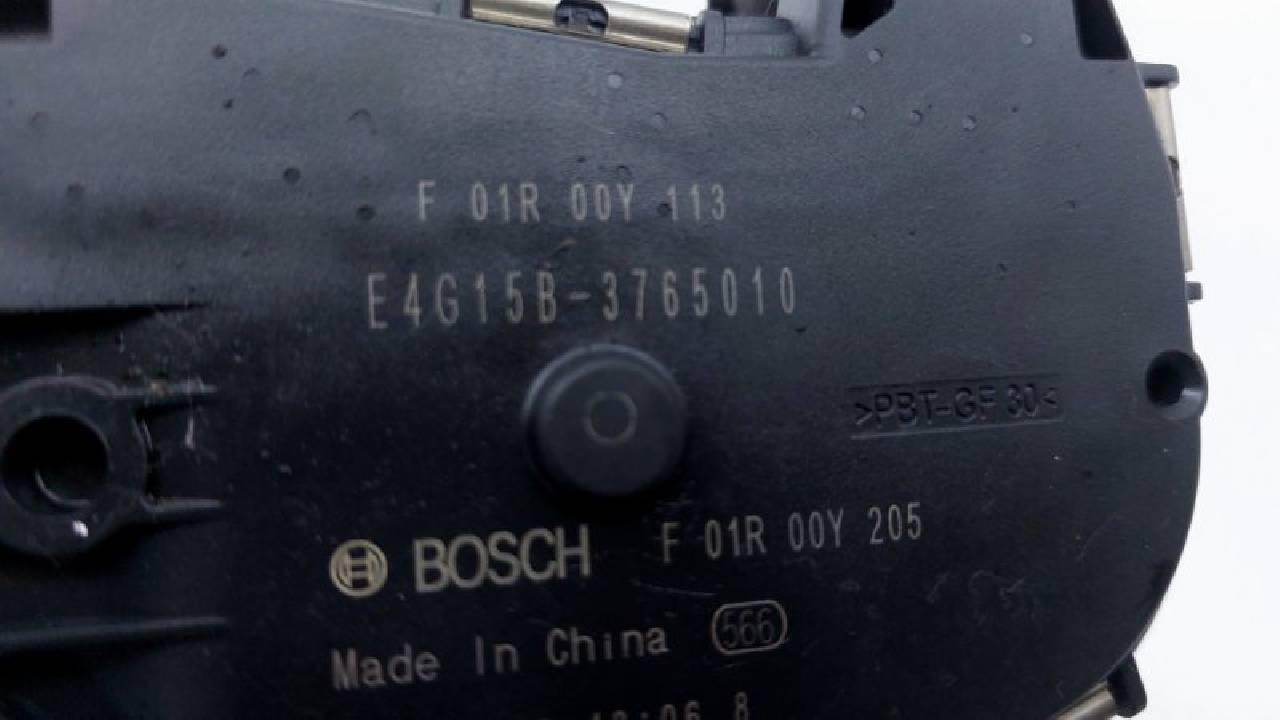 F 01R 00Y 113
E4G15B-3765010
>PBT-GF 30<
BOSCH F 01R 00Y 205
Made In China 566